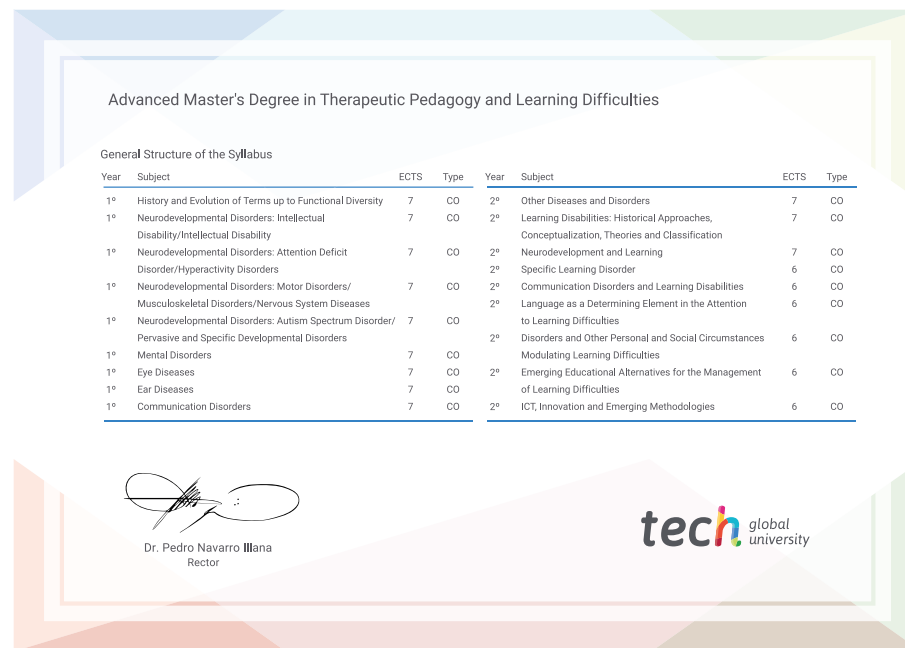 Advanced Master's Degree in Therapeutic Pedagogy and Learning Difficulties
General Structure of the Syllabus
Year Subject ECTS Type
1º History and Evolution of Terms up to Functional Diversity 7 CO
1º Neurodevelopmental Disorders: Intellectual 7 CO
Disability/Intellectual Disability
1º Neurodevelopmental Disorders: Attention Deficit 7 CO
Disorder/Hyperactivity Disorders
1º Neurodevelopmental Disorders: Motor Disorders/ 7 CO
Musculoskeletal Disorders/Nervous System Diseases
1º Neurodevelopmental Disorders: Autism Spectrum Disorder/ 7 CO
Pervasive and Specific Developmental Disorders
1º Mental Disorders 7 CO
1º Eye Diseases 7 CO
1º Ear Diseases 7 CO
1º Communication Disorders 7 CO
Year Subject ECTS Type
2º Other Diseases and Disorders 7 CO
2º Learning Disabilities: Historical Approaches, 7 CO
Conceptualization, Theories and Classification
2º Neurodevelopment and Learning 7 CO
2º Specific Learning Disorder 6 CO
2º Communication Disorders and Learning Disabilities 6 CO
2º Language as a Determining Element in the Attention 6 CO
to Learning Difficulties
2º Disorders and Other Personal and Social Circumstances 6 CO
Modulating Learning Difficulties
2º Emerging Educational Alternatives for the Management 6 CO
of Learning Difficulties
2º ICT, Innovation and Emerging Methodologies 6 CO
Dr. Pedro Navarro Illana
Rector
tech global
university